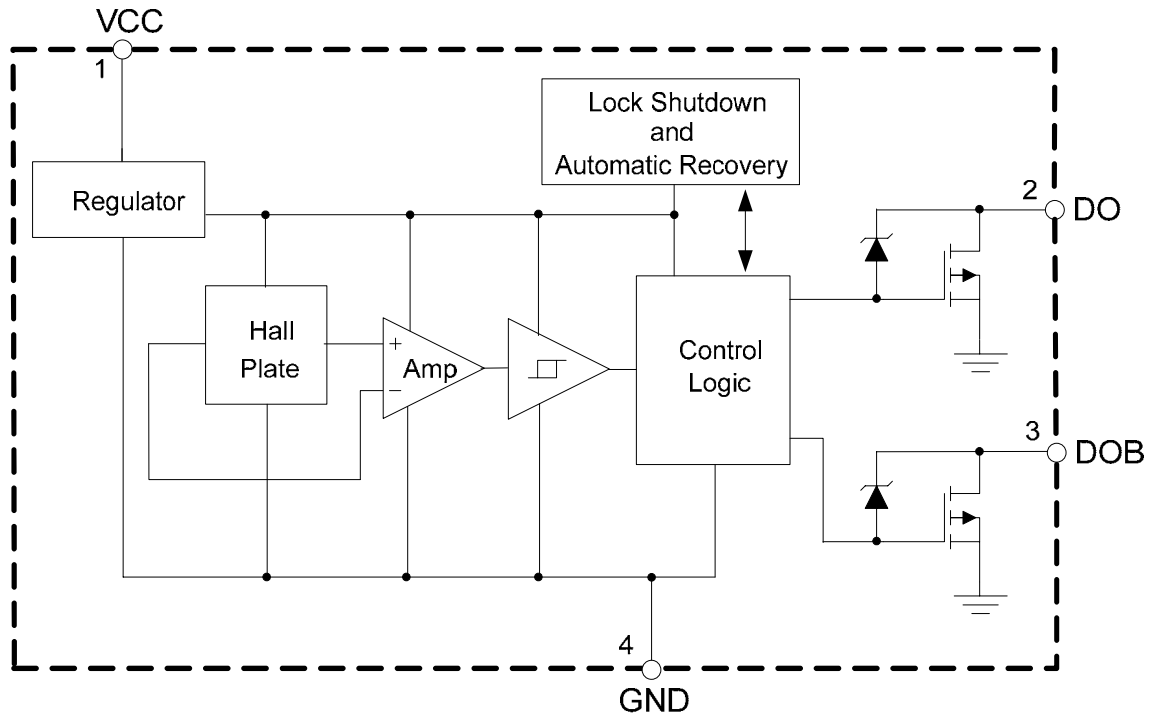 VCC
1
Lock Shutdown
and
Automatic Recovery
Regulator
2
DO
Hall
Plate
+
Amp
−
Control
Logic
3
DOB
4
GND